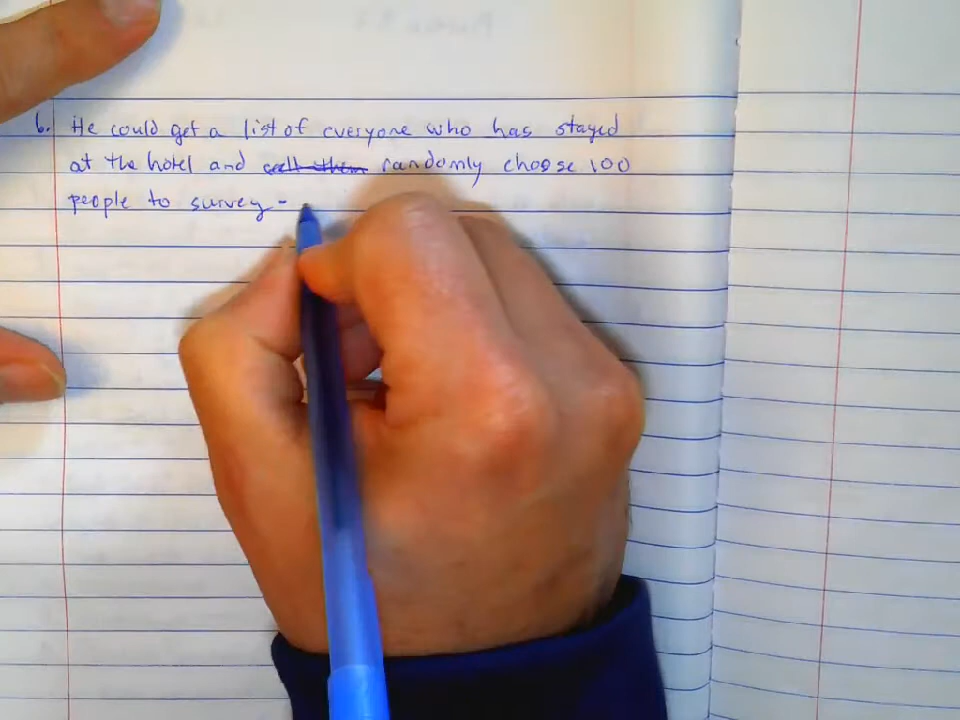 6. He could get a list of everyone who has stayed
at the hotel and call them randomly choose 100
people to survey -